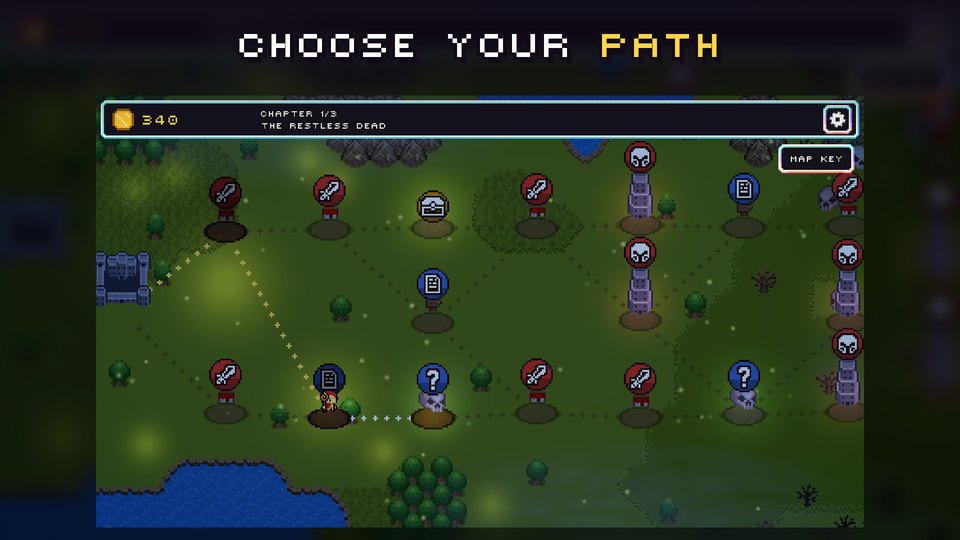 CHOOSE YOUR PATH
340
CHAPTER 1/3
THE RESTLESS DEAD
MAP KEY
?
?